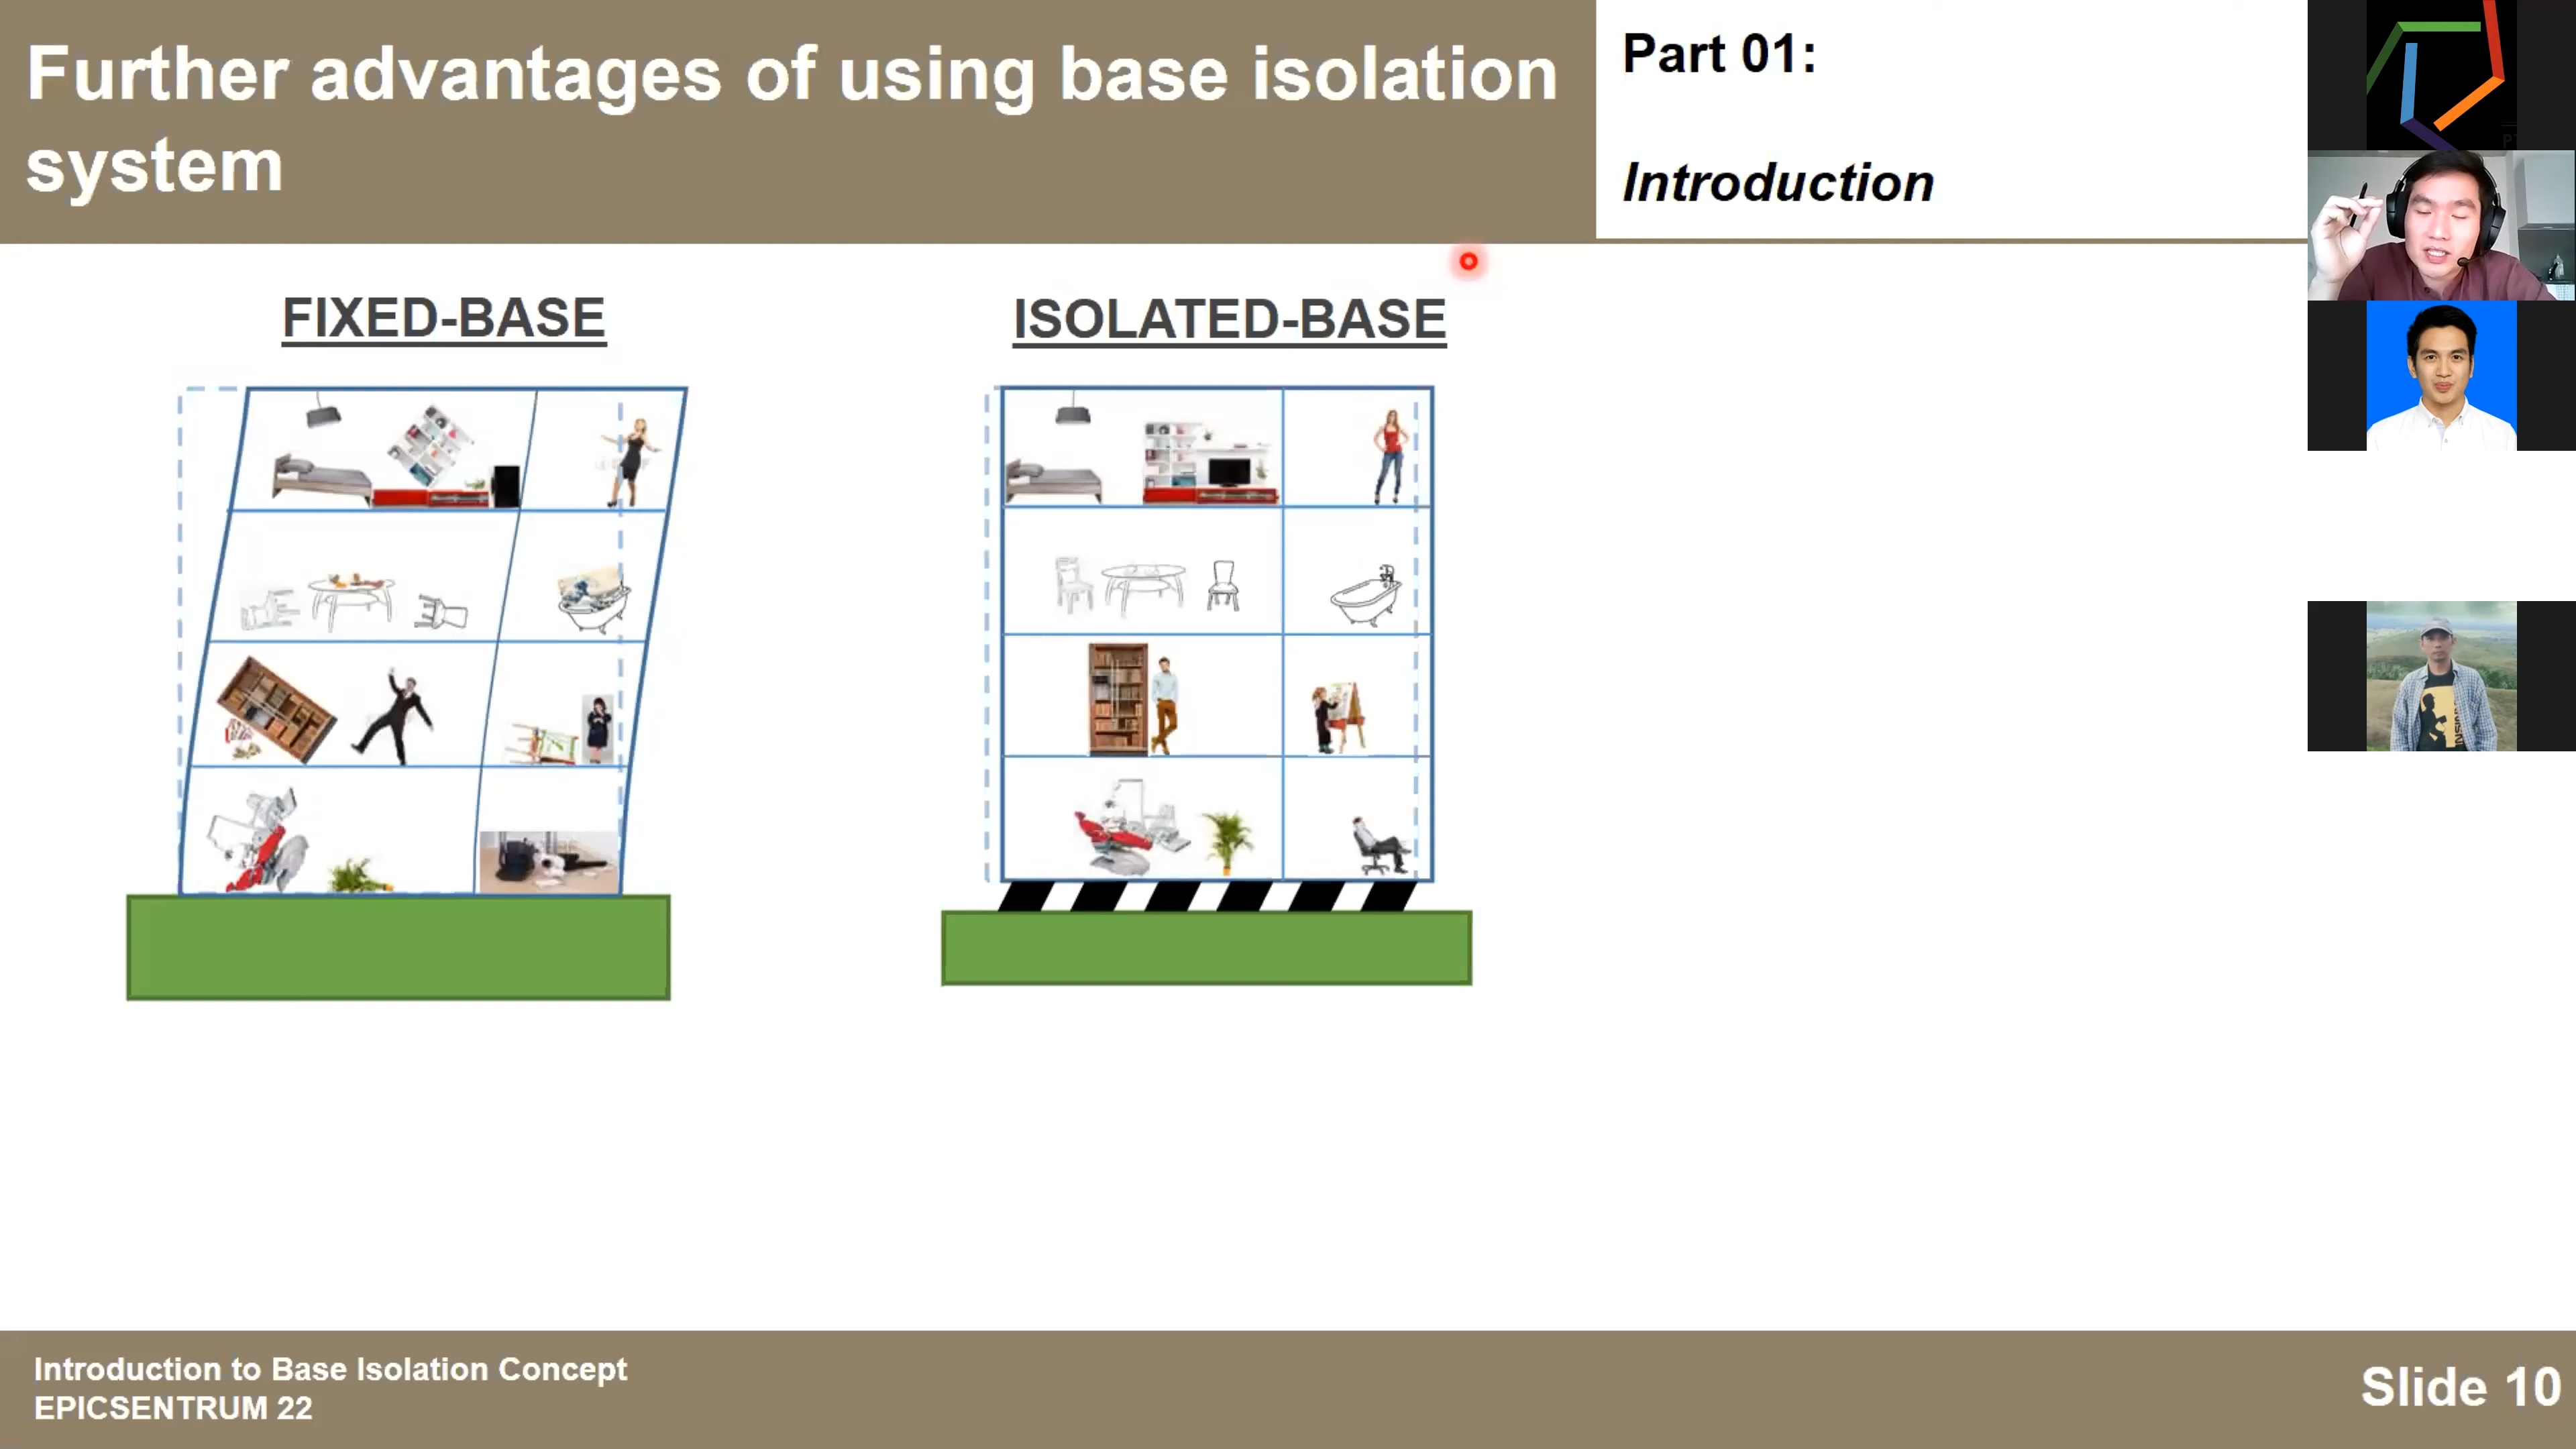 Further advantages of using base isolation
system
Part 01:
Introduction
FIXED-BASE
ISOLATED-BASE
Introduction to Base Isolation Concept
EPICSENTRUM 22
Slide 10